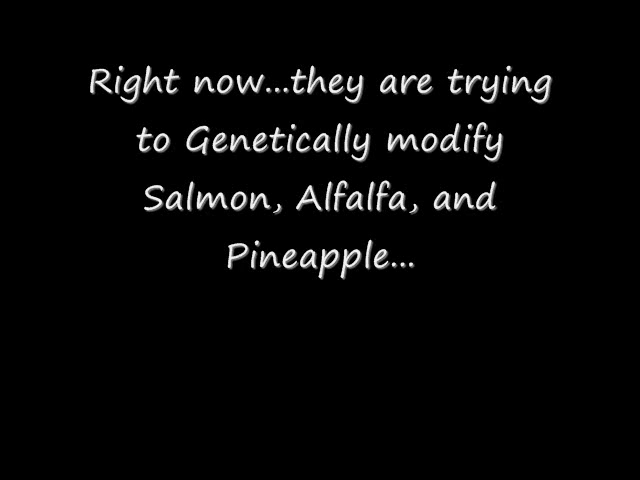 Right now...they are trying
to Genetically modify
Salmon, Alfalfa, and
Pineapple...